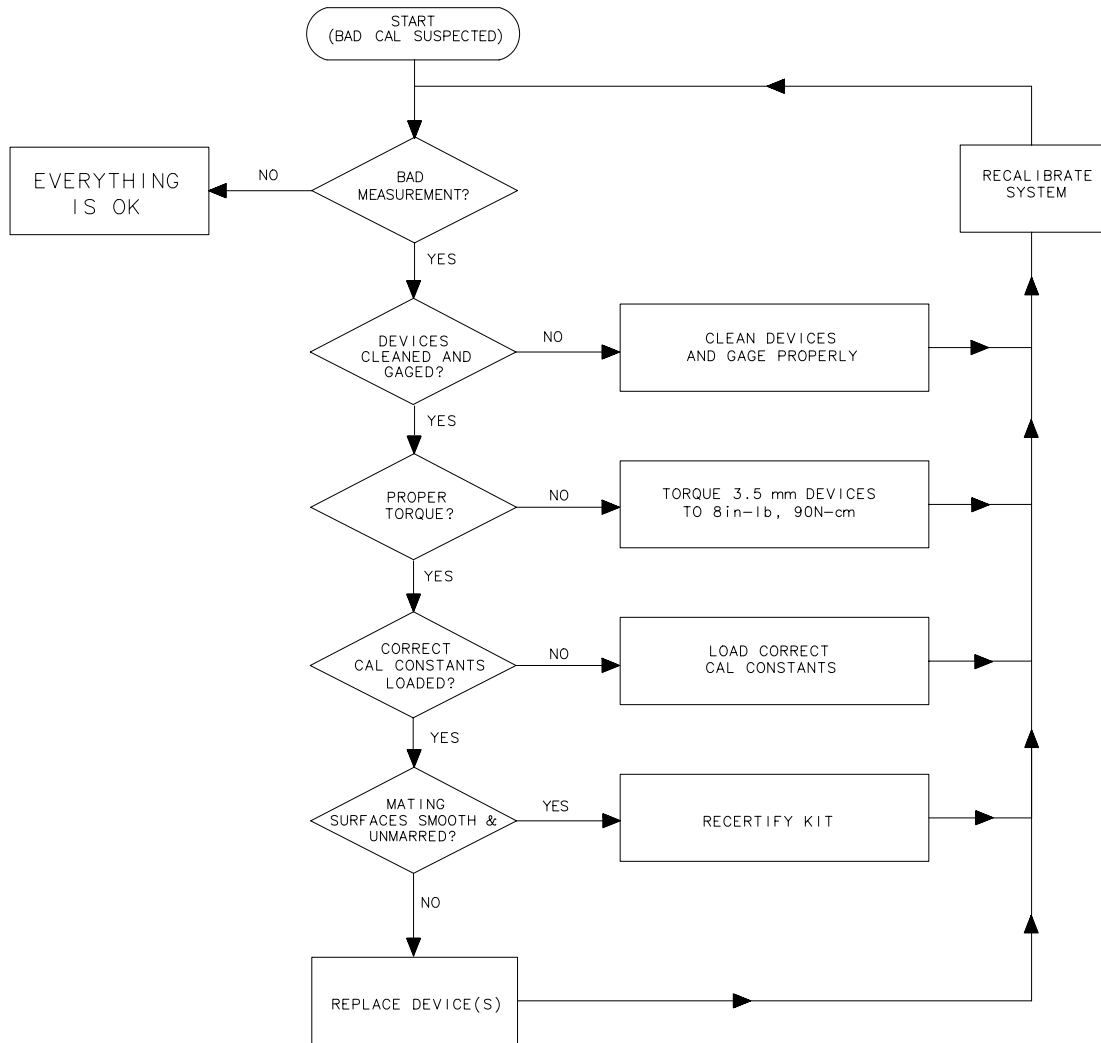 START
(BAD CAL SUSPECTED)
BAD
MEASUREMENT?
NO
EVERYTHING
IS OK
RECALIBRATE
SYSTEM
YES
DEVICES
CLEANED AND
GAGED?
NO
CLEAN DEVICES
AND GAGE PROPERLY
YES
PROPER
TORQUE?
NO
TORQUE 3.5 mm DEVICES
TO 8in-lb, 90N-cm
YES
CORRECT
CAL CONSTANTS
LOADED?
NO
LOAD CORRECT
CAL CONSTANTS
YES
MATING
SURFACES SMOOTH &
UNMARRED?
YES
RECERTIFY KIT
NO
REPLACE DEVICE(S)